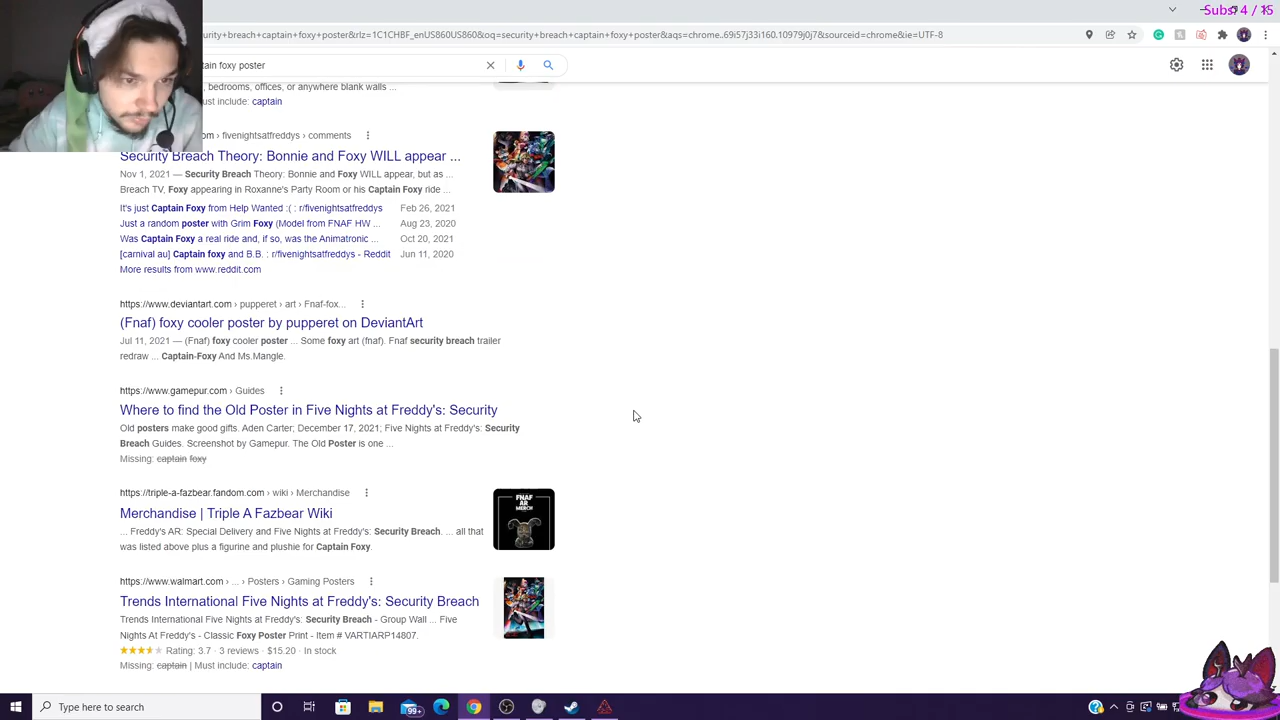 Subs: 4 / 15
urity+breach+captain+foxy+poster&rlz=1C1CHBF_enUS860US860&oq=security+breach+captain+foxy+poster&aqs=chrome..69i57j33i160.10979j0j7&sourceid=chrome&ie=UTF-8
tain foxy poster
es, bedrooms, offices, or anywhere blank walls ...
Must include: captain
om › fivenightsatfreddys › comments
Security Breach Theory: Bonnie and Foxy WILL appear ...
Nov 1, 2021 — Security Breach Theory: Bonnie and Foxy WILL appear, but as ...
Breach TV, Foxy appearing in Roxanne's Party Room or his Captain Foxy ride ...
It's just Captain Foxy from Help Wanted :( : r/fivenightsatfreddys Feb 26, 2021
Just a random poster with Grim Foxy (Model from FNAF HW ... Aug 23, 2020
Was Captain Foxy a real ride and, if so, was the Animatronic ... Oct 20, 2021
[carnival au] Captain foxy and B.B. : r/fivenightsatfreddys - Reddit Jun 11, 2020
More results from www.reddit.com
https://www.deviantart.com › pupperet › art › Fnaf-fox...
(Fnaf) foxy cooler poster by pupperet on DeviantArt
Jul 11, 2021 — (Fnaf) foxy cooler poster ... Some foxy art (fnaf). Fnaf security breach trailer
redraw ... Captain-Foxy And Ms.Mangle.
https://www.gamepur.com › Guides
Where to find the Old Poster in Five Nights at Freddy's: Security
Old posters make good gifts. Aden Carter; December 17, 2021; Five Nights at Freddy's: Security
Breach Guides. Screenshot by Gamepur. The Old Poster is one ...
Missing: captain foxy
https://triple-a-fazbear.fandom.com › wiki › Merchandise
Merchandise | Triple A Fazbear Wiki
... Freddy's AR: Special Delivery and Five Nights at Freddy's: Security Breach. ... all that
was listed above plus a figurine and plushie for Captain Foxy.
FNAF
AR
MERCH
https://www.walmart.com › ... › Posters › Gaming Posters
Trends International Five Nights at Freddy's: Security Breach
Trends International Five Nights at Freddy's: Security Breach - Group Wall ... Five
Nights At Freddy's - Classic Foxy Poster Print - Item # VARTIARP14807.
Rating: 3.7 · 3 reviews · $15.20 · In stock
Missing: captain | Must include: captain
Type here to search
99+